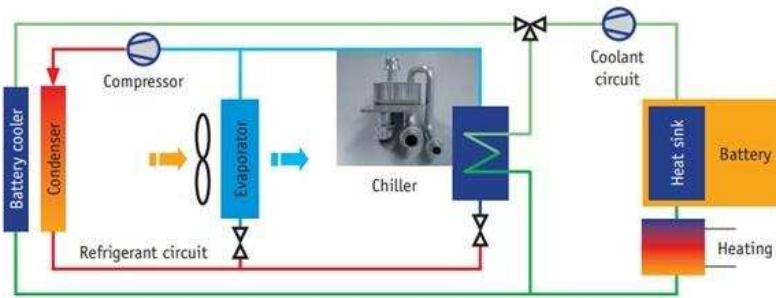 Coolant
circuit
Compressor
Battery cooler
Condenser
Evaporator
Heat sink
Battery
Chiller
Refrigerant circuit
Heating